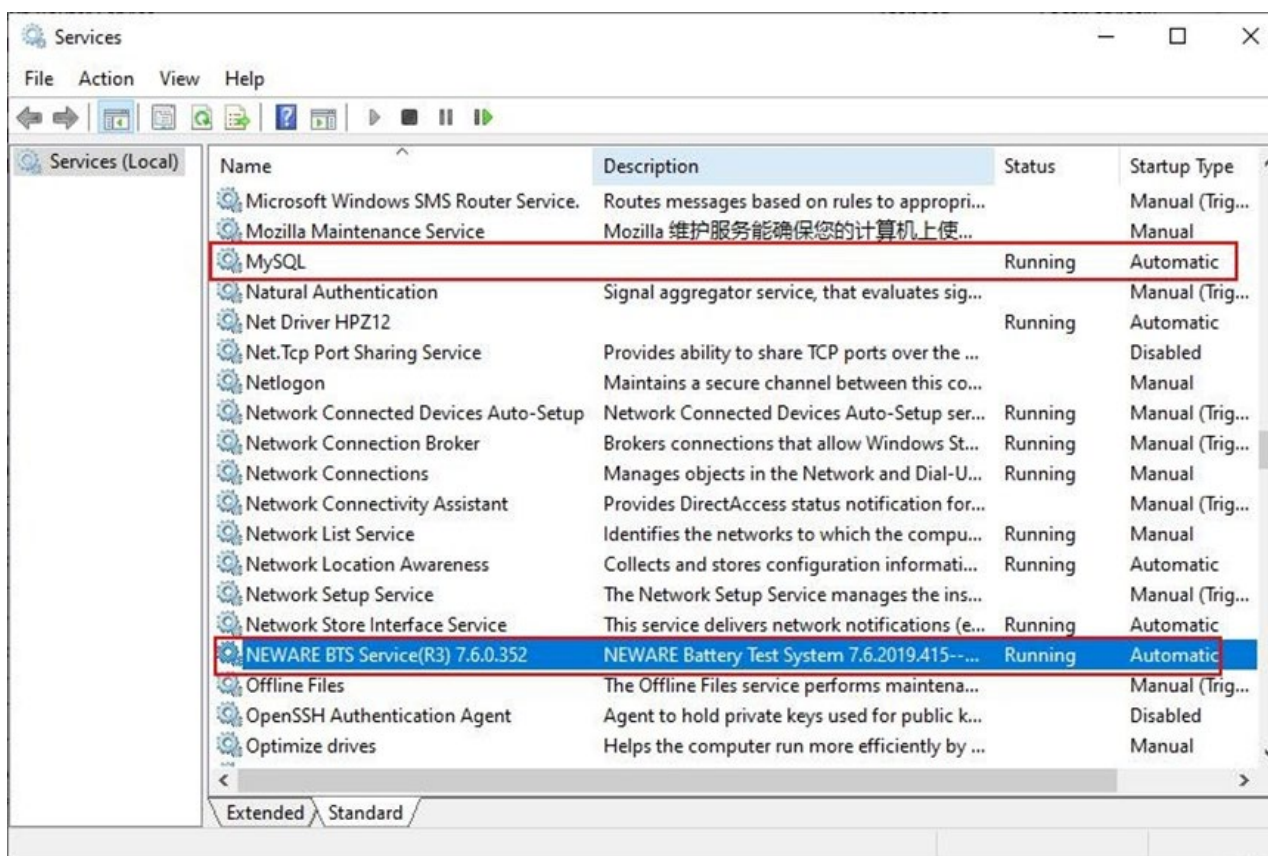 Services
File Action View Help
Services (Local)
Name Description Status Startup Type
Microsoft Windows SMS Router Service. Routes messages based on rules to appropri... Manual (Trig...
Mozilla Maintenance Service Mozilla 维护服务能确保您的计算机上使... Manual
MySQL Running Automatic
Natural Authentication Signal aggregator service, that evaluates sig... Manual (Trig...
Net Driver HPZ12 Running Automatic
Net.Tcp Port Sharing Service Provides ability to share TCP ports over the ... Disabled
Netlogon Maintains a secure channel between this co... Manual
Network Connected Devices Auto-Setup Network Connected Devices Auto-Setup ser... Running Manual (Trig...
Network Connection Broker Brokers connections that allow Windows St... Running Manual (Trig...
Network Connections Manages objects in the Network and Dial-U... Running Manual
Network Connectivity Assistant Provides DirectAccess status notification for... Manual (Trig...
Network List Service Identifies the networks to which the compu... Running Manual
Network Location Awareness Collects and stores configuration informati... Running Automatic
Network Setup Service The Network Setup Service manages the ins... Manual (Trig...
Network Store Interface Service This service delivers network notifications (e... Running Automatic
NEWARE BTS Service(R3) 7.6.0.352 NEWARE Battery Test System 7.6.2019.415--... Running Automatic
Offline Files The Offline Files service performs maintena... Manual (Trig...
OpenSSH Authentication Agent Agent to hold private keys used for public k... Disabled
Optimize drives Helps the computer run more efficiently by ... Manual
Extended Standard